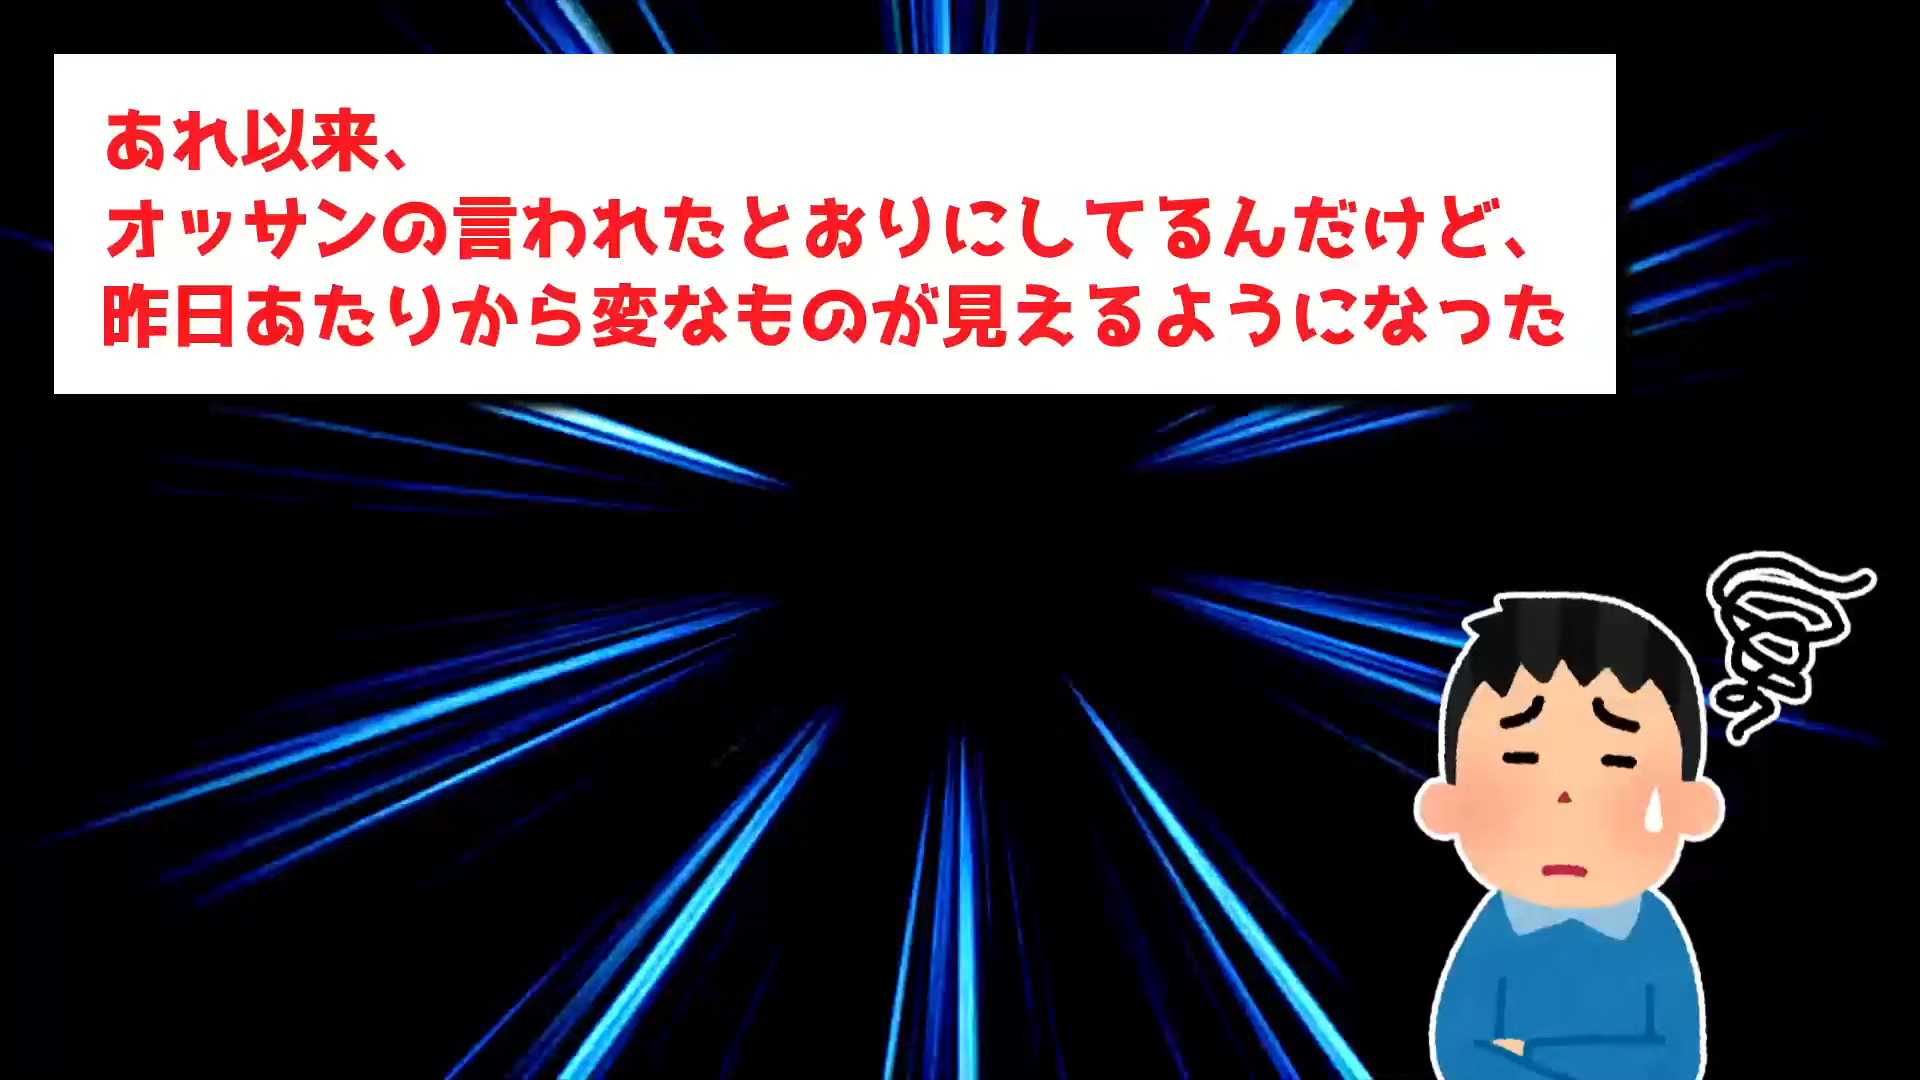 あれ以来、
オッサンの言われたとおりにしてるんだけど、
昨日あたりから変なものが見えるようになった